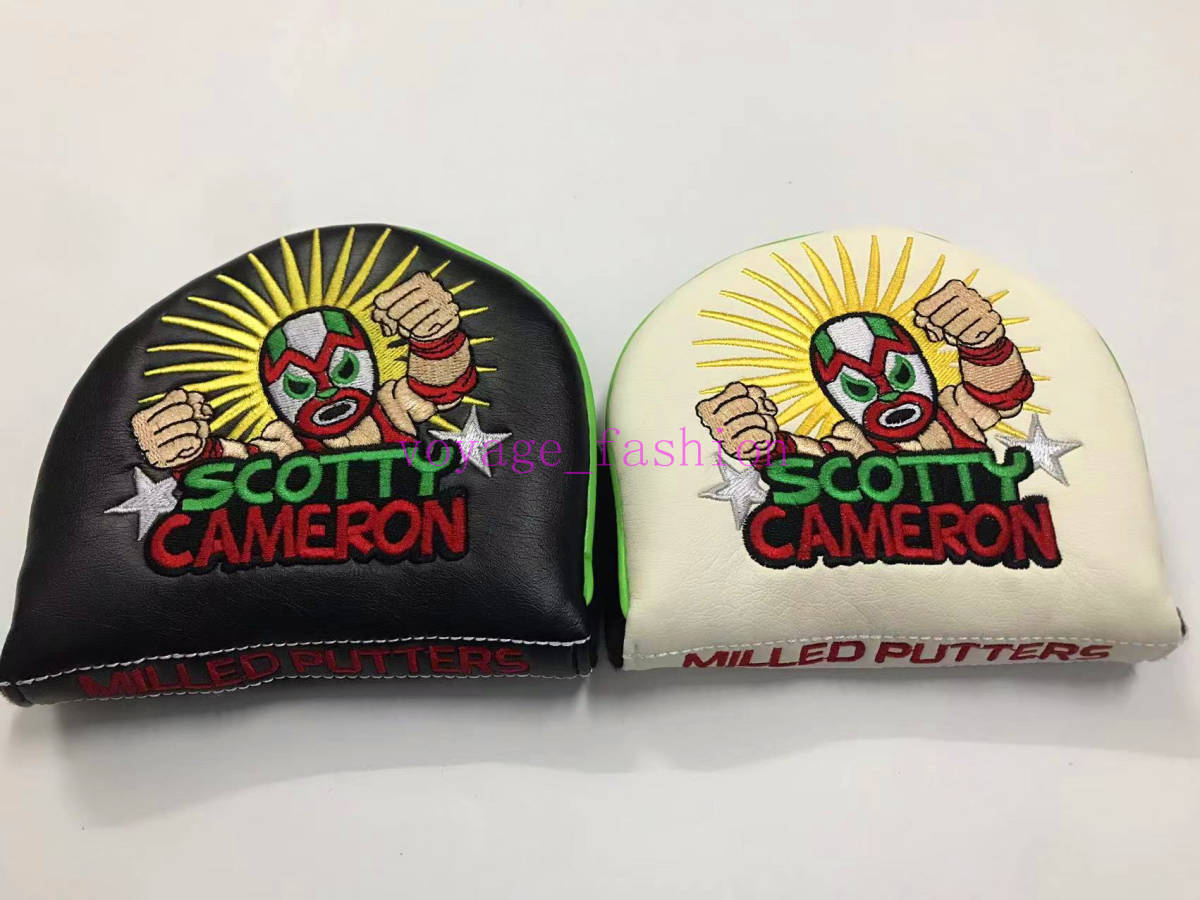 SCOTTY
CAMERON
MILLED PUTTERS
SCOTTY
CAMERON
MILLED PUTTERS
voyage_fashion